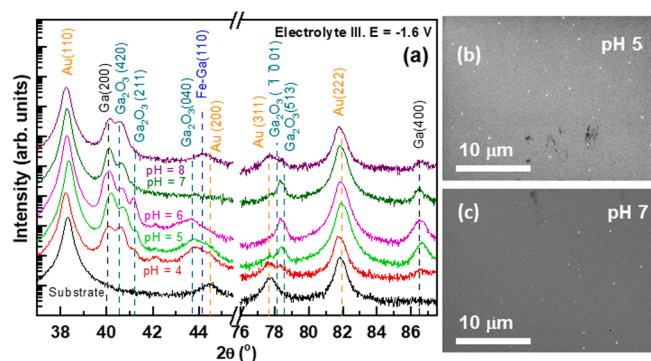 Electrolyte III. E = -1.6 V
(a)
Au(110)
Ga(200)
Ga2O3 (420)
Ga2O3 (211)
Ga2O3(040)
Fe-Ga(110)
Au (200)
Au (311)
Ga2O3( 1̄ 0 01)
Ga2O3(513)
Au(222)
Ga(400)
pH = 8
pH = 7
pH = 6
pH = 5
pH = 4
Substrate
Intensity (arb. units)
38 40 42 44 76 78 80 82 84 86
2θ (°)
(b) pH 5
10 μm
(c) pH 7
10 μm